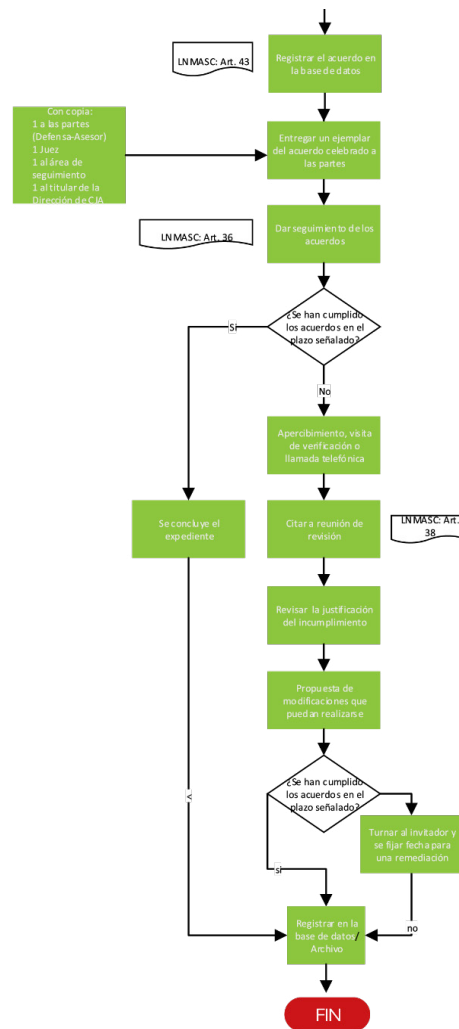 LNMASC: Art. 43
Registrar el acuerdo en
la base de datos
Con copia:
1 a las partes
(Defensa-Asesor)
1 Juez
1 al área de
seguimiento
1 al titular de la
Dirección de CJA
Entregar un ejemplar
del acuerdo celebrado a
las partes
LNMASC: Art. 36
Dar seguimiento de los
acuerdos
¿Se han cumplido
los acuerdos en el
plazo señalado?
Si
No
Apercibimiento, visita
de verificación o
llamada telefónica
Se concluye el
expediente
Citar a reunión de
revisión
LNMASC: Art.
38
Revisar la justificación
del incumplimiento
Propuesta de
modificaciones que
puedan realizarse
¿Se han cumplido
los acuerdos en el
plazo señalado?
Turnar al invitador y
se fijar fecha para
una remediación
si
no
Registrar en la
base de datos/
Archivo
FIN